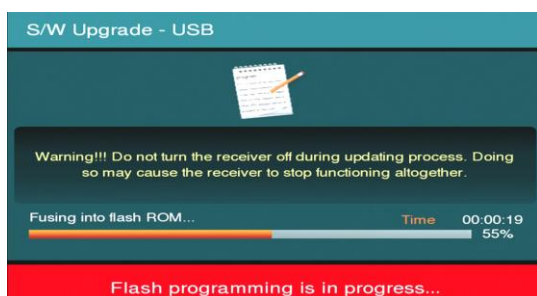 S/W Upgrade - USB
Warning!!! Do not turn the receiver off during updating process. Doing
so may cause the receiver to stop functioning altogether.
Fusing into flash ROM... Time 00:00:19
55%
Flash programming is in progress...